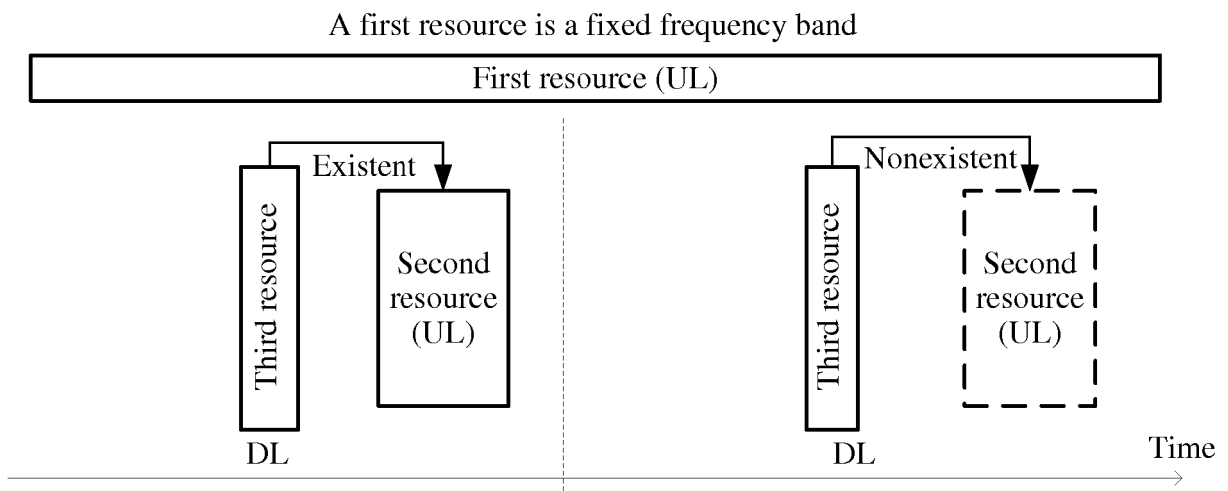 A first resource is a fixed frequency band
First resource (UL)
Existent
Nonexistent
Third resource
Second
resource
(UL)
Third resource
Second
resource
(UL)
DL
DL
Time